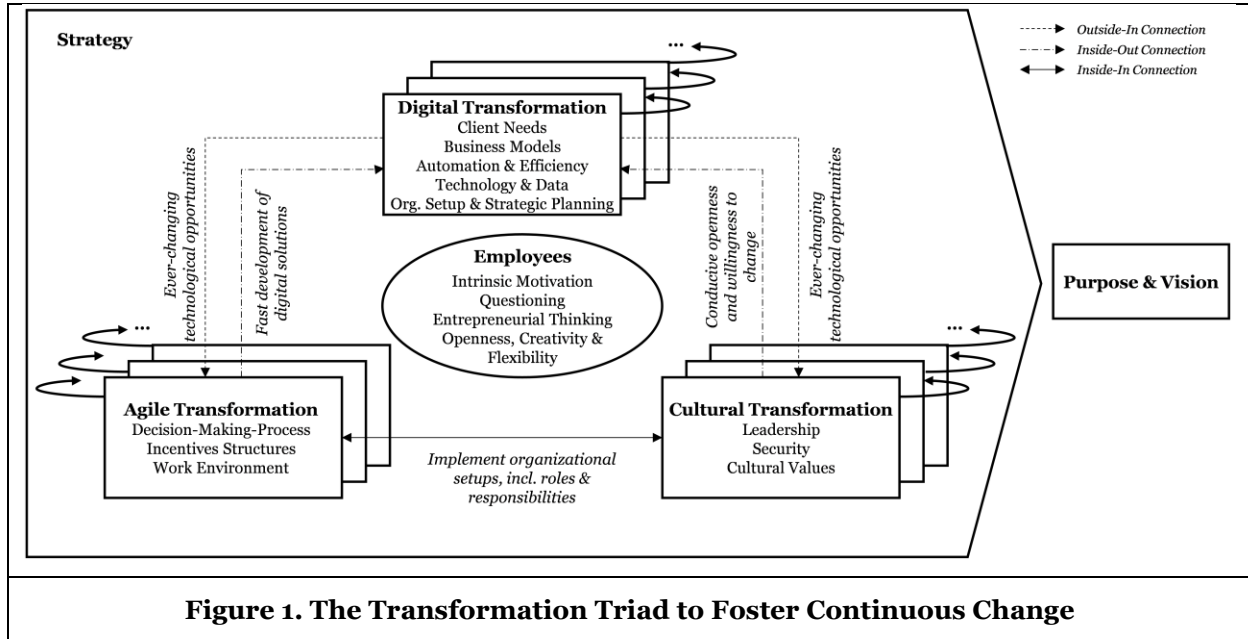 Strategy
Outside-In Connection
Inside-Out Connection
Inside-In Connection
...
Digital Transformation
Client Needs
Business Models
Automation & Efficiency
Technology & Data
Org. Setup & Strategic Planning
Ever-changing
technological opportunities
Fast development of
digital solutions
Conducive openness
and willingness to
change
Ever-changing
technological opportunities
Employees
Intrinsic Motivation
Questioning
Entrepreneurial Thinking
Openness, Creativity &
Flexibility
Purpose & Vision
...
Agile Transformation
Decision-Making-Process
Incentives Structures
Work Environment
Implement organizational
setups, incl. roles &
responsibilities
...
Cultural Transformation
Leadership
Security
Cultural Values
Figure 1. The Transformation Triad to Foster Continuous Change